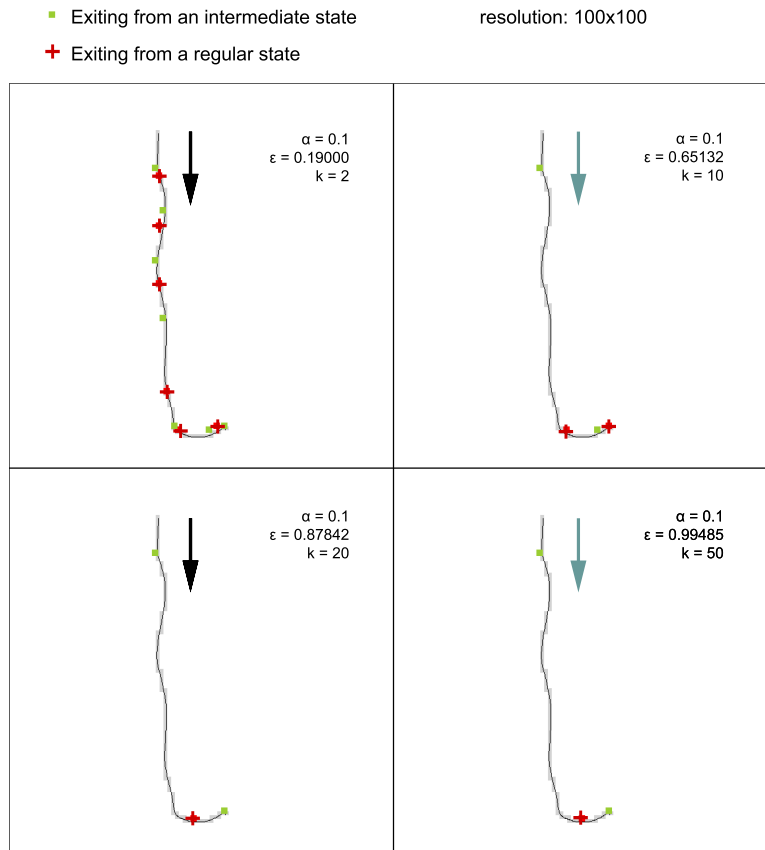 Exiting from an intermediate state
resolution: 100x100
Exiting from a regular state
α = 0.1
ε = 0.19000
k = 2
α = 0.1
ε = 0.65132
k = 10
α = 0.1
ε = 0.87842
k = 20
α = 0.1
ε = 0.99485
k = 50